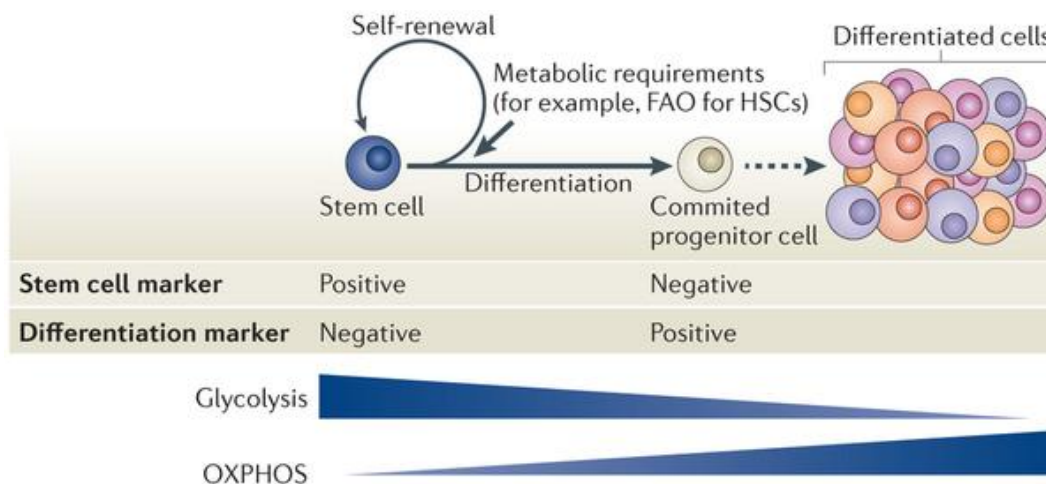 Self-renewal
Differentiated cells
Metabolic requirements
(for example, FAO for HSCs)
Differentiation
Stem cell
Commited
progenitor cell
Stem cell marker Positive Negative
Differentiation marker Negative Positive
Glycolysis
OXPHOS